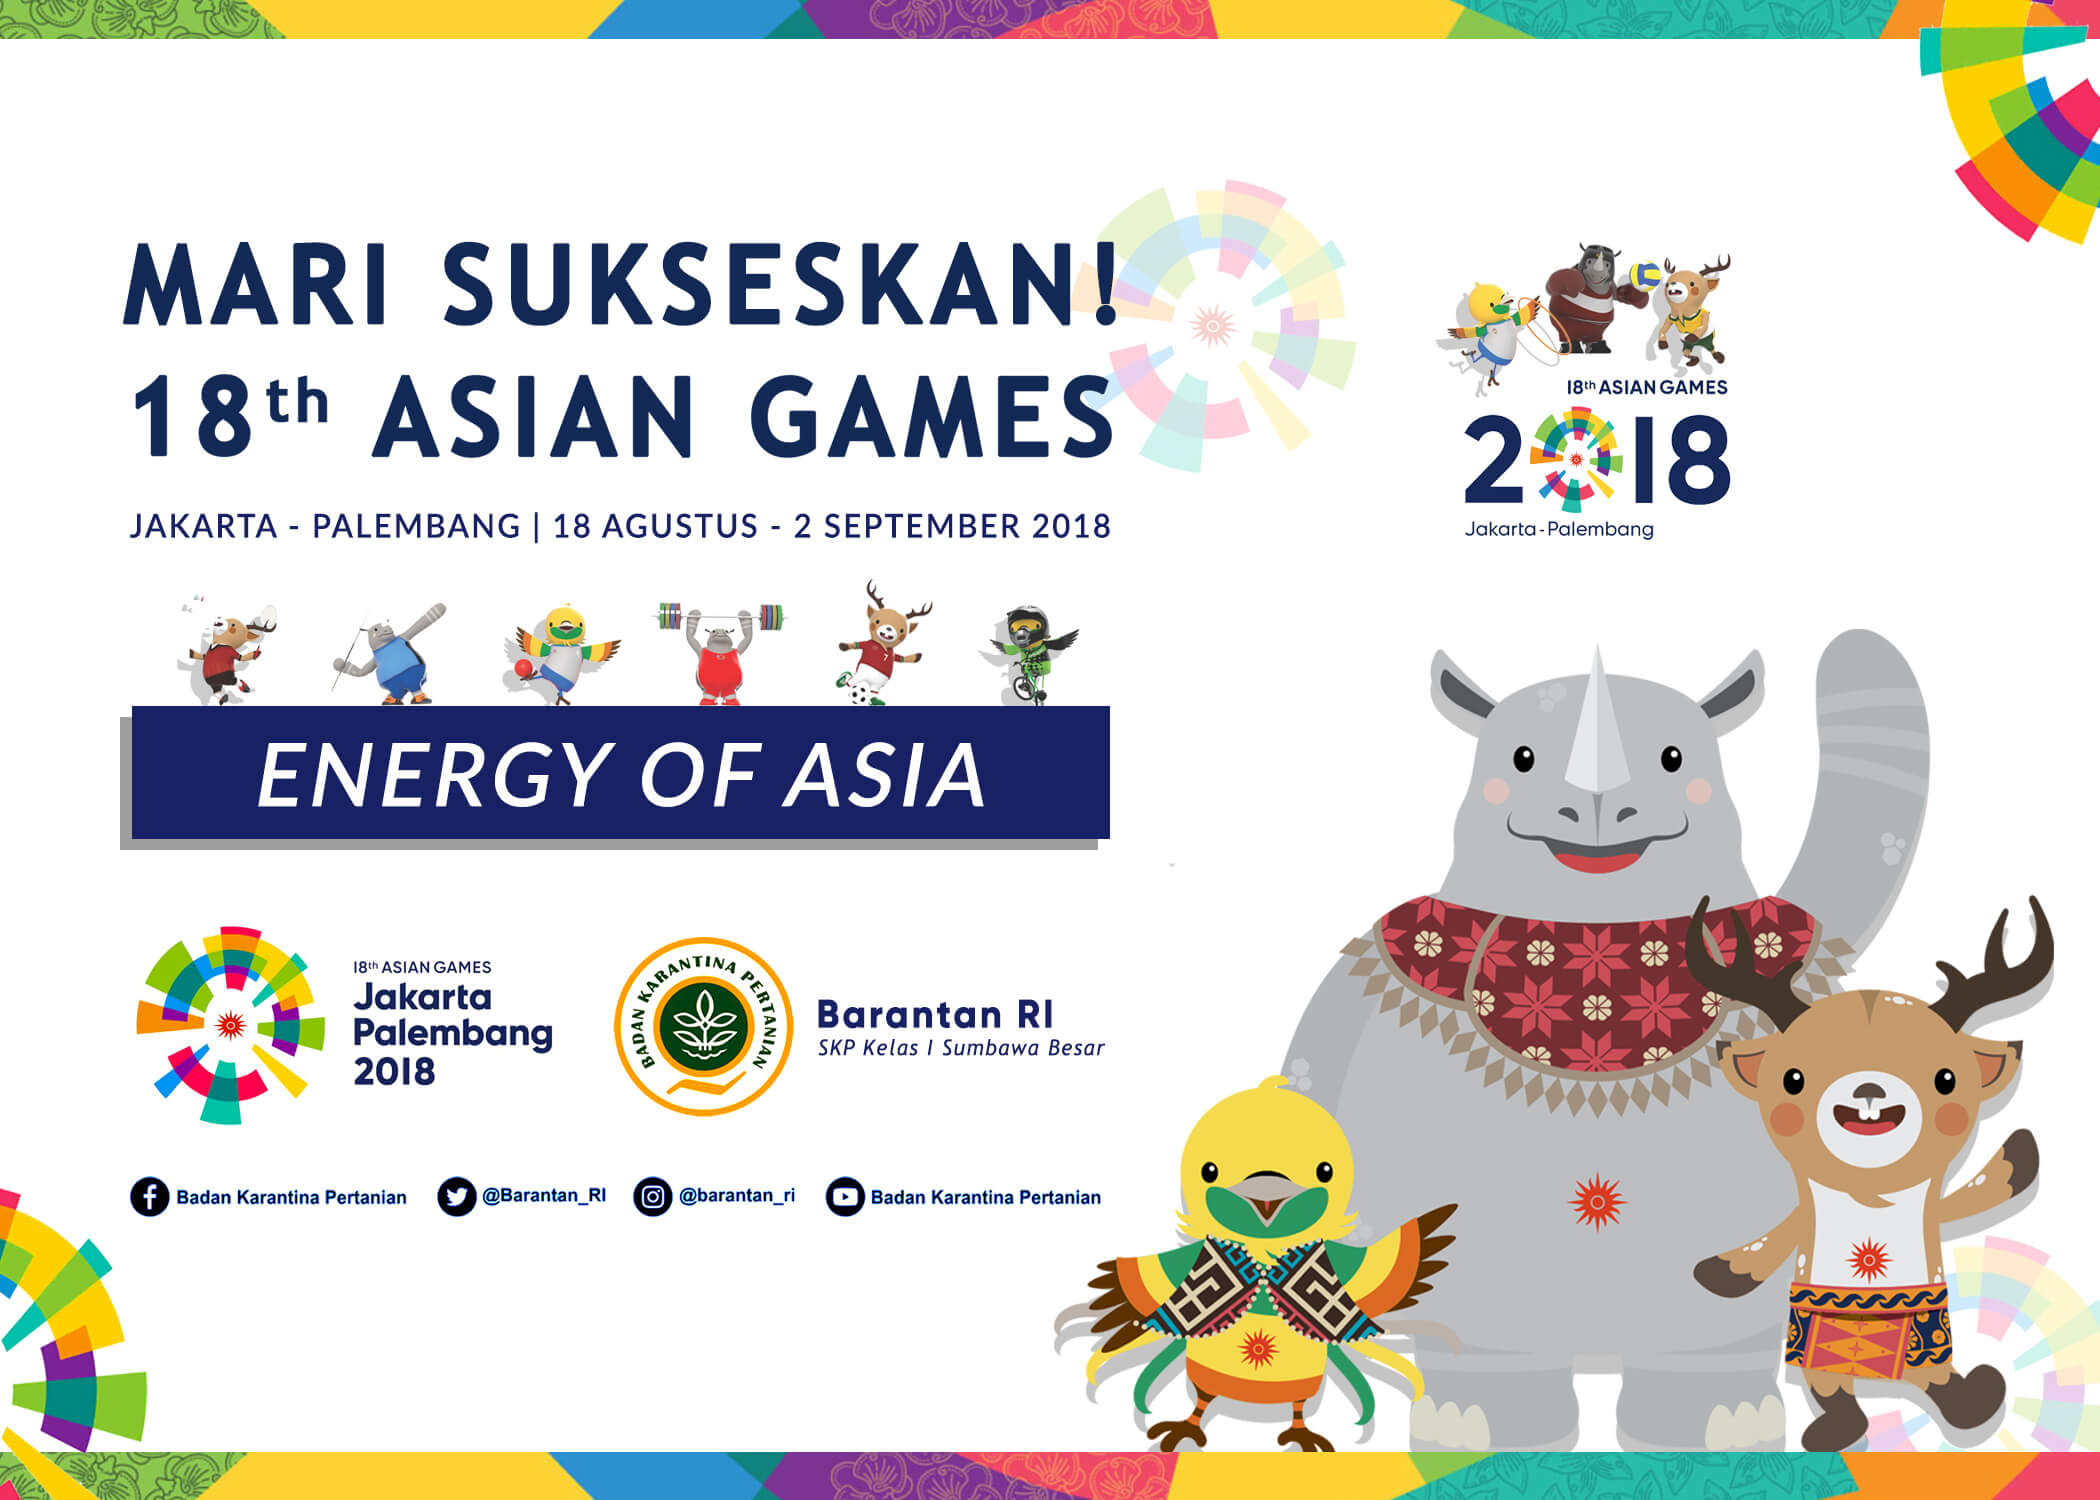 MARI SUKSESKAN!
18th ASIAN GAMES
JAKARTA - PALEMBANG | 18 AGUSTUS - 2 SEPTEMBER 2018
18th ASIAN GAMES
2018
Jakarta - Palembang
7
ENERGY OF ASIA
18th ASIAN GAMES
Jakarta
Palembang
2018
BADAN KARANTINA PERTANIAN
Barantan RI
SKP Kelas I Sumbawa Besar
Badan Karantina Pertanian
@Barantan_RI
@barantan_ri
Badan Karantina Pertanian